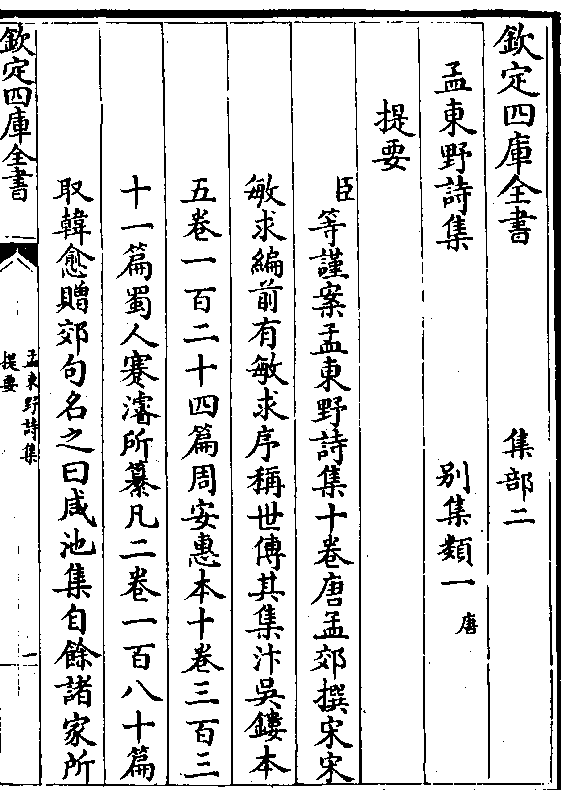 欽定四庫全書　集部二
孟東野詩集　別集類一唐
提要
臣等謹案孟東野詩集十卷唐孟郊撰宋宋
敏求編前有敏求序稱世傳其集汴吳鏤本
五卷一百二十四篇周安惠本十卷三百三
十一篇蜀人蹇濬所纂凡二卷一百八十篇
取韓愈贈郊句名之曰咸池集自餘諸家所
欽定四庫全書
孟東野詩集
提要
一